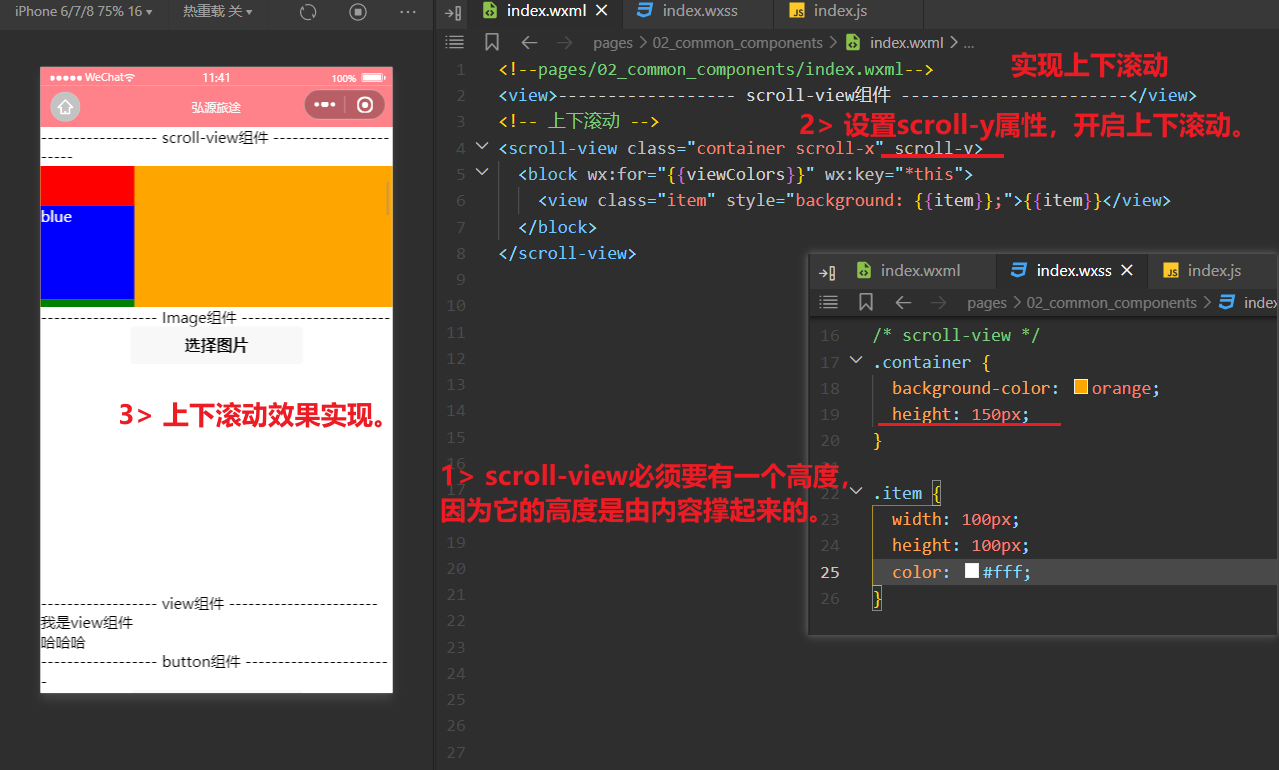 iPhone 6/7/8 75% 16
热重载 关
WeChat
11:41
100%
弘源旅途
------------------ scroll-view组件 ------------------
-----
blue
------------------ Image组件 -----------------------
选择图片
3> 上下滚动效果实现。
------------------ view组件 -----------------------
我是view组件
哈哈哈
------------------ button组件 ----------------------
-
index.wxml
index.wxss
index.js
pages > 02_common_components > index.wxml > ...
实现上下滚动
1 <!--pages/02_common_components/index.wxml-->
2 <view>------------------ scroll-view组件 -----------------------</view>
3 <!-- 上下滚动 -->
2> 设置scroll-y属性，开启上下滚动。
4 <scroll-view class="container scroll-x" scroll-y>
5 <block wx:for="{{viewColors}}" wx:key="*this">
6 <view class="item" style="background: {{item}};">{{item}}</view>
7 </block>
8 </scroll-view>
9
10
11
12
13
14
15
16
17
1> scroll-view必须要有一个高度，
因为它的高度是由内容撑起来的。
19
20
21
22
23
24
25
26
27
index.wxml
index.wxss
index.js
pages > 02_common_components > index
16 /* scroll-view */
17 .container {
18 background-color: orange;
19 height: 150px;
20 }
22 .item {
23 width: 100px;
24 height: 100px;
25 color: #fff;
26 }